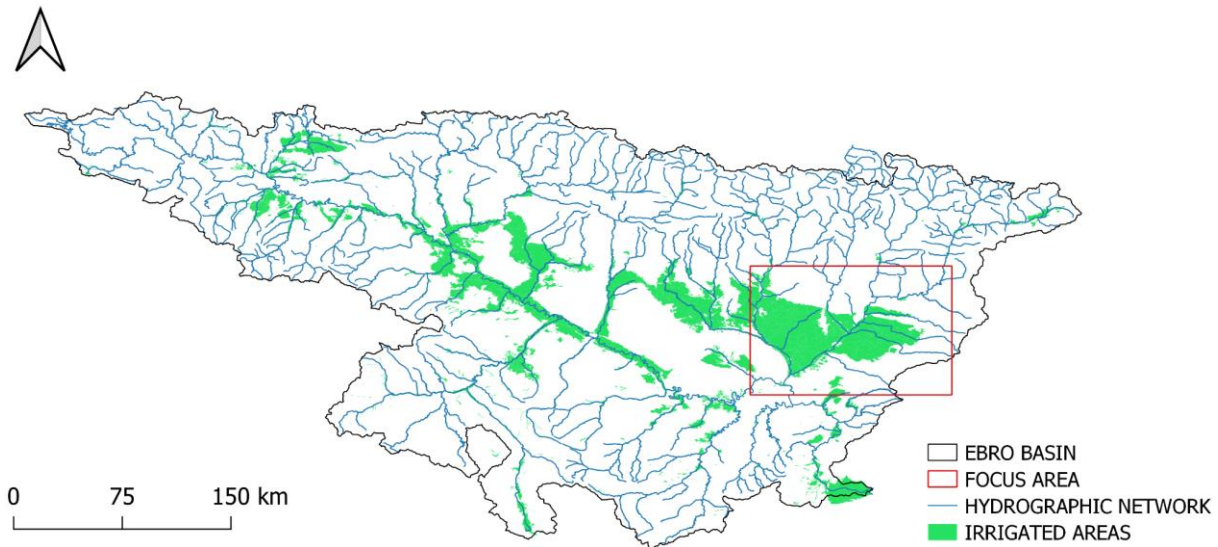 0 75 150 km
EBRO BASIN
FOCUS AREA
HYDROGRAPHIC NETWORK
IRRIGATED AREAS